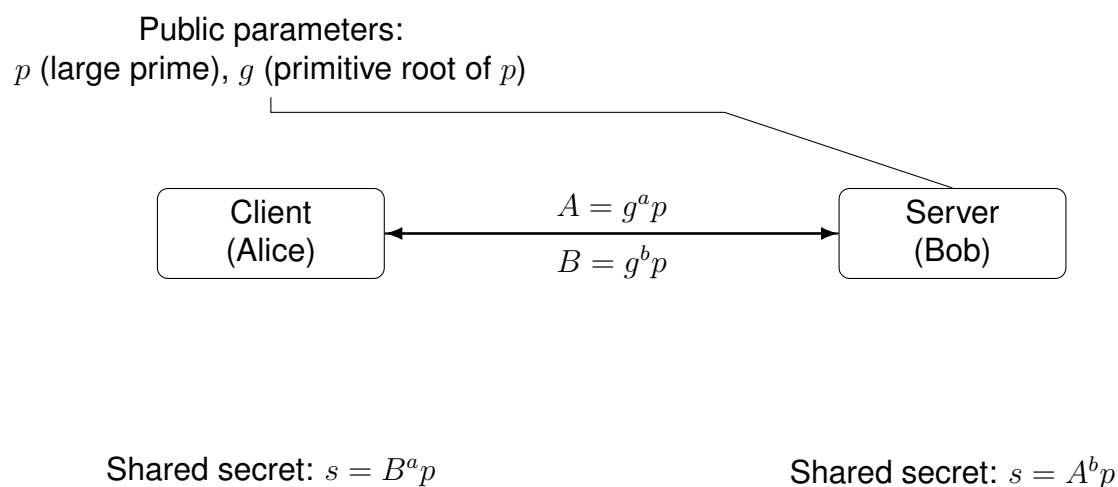 Public parameters:
p (large prime), g (primitive root of p)
Client
(Alice)
A = g^a p
B = g^b p
Server
(Bob)
Shared secret: s = B^a p
Shared secret: s = A^b p